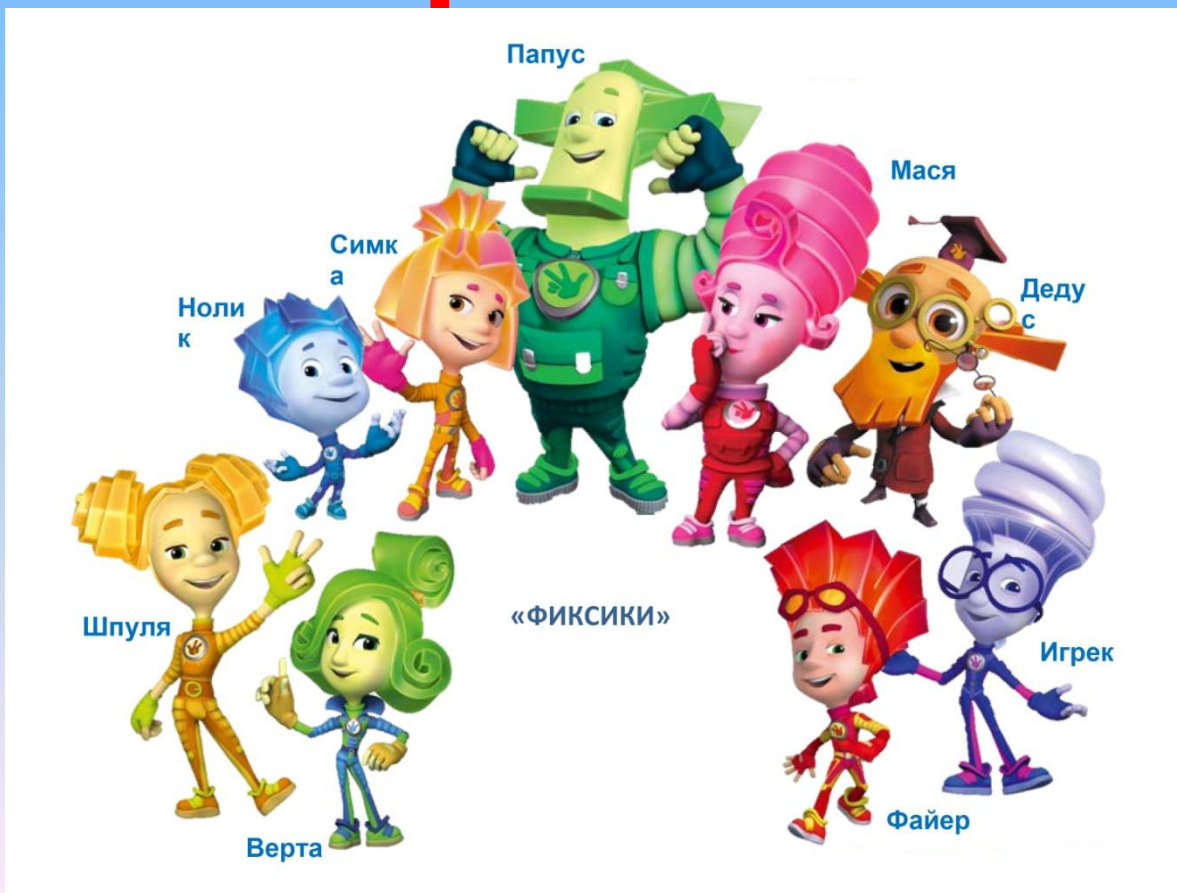 Папус
Мася
Симк
а
Деду
с
Ноли
к
«ФИКСИКИ»
Шпуля
Игрек
Файер
Верта